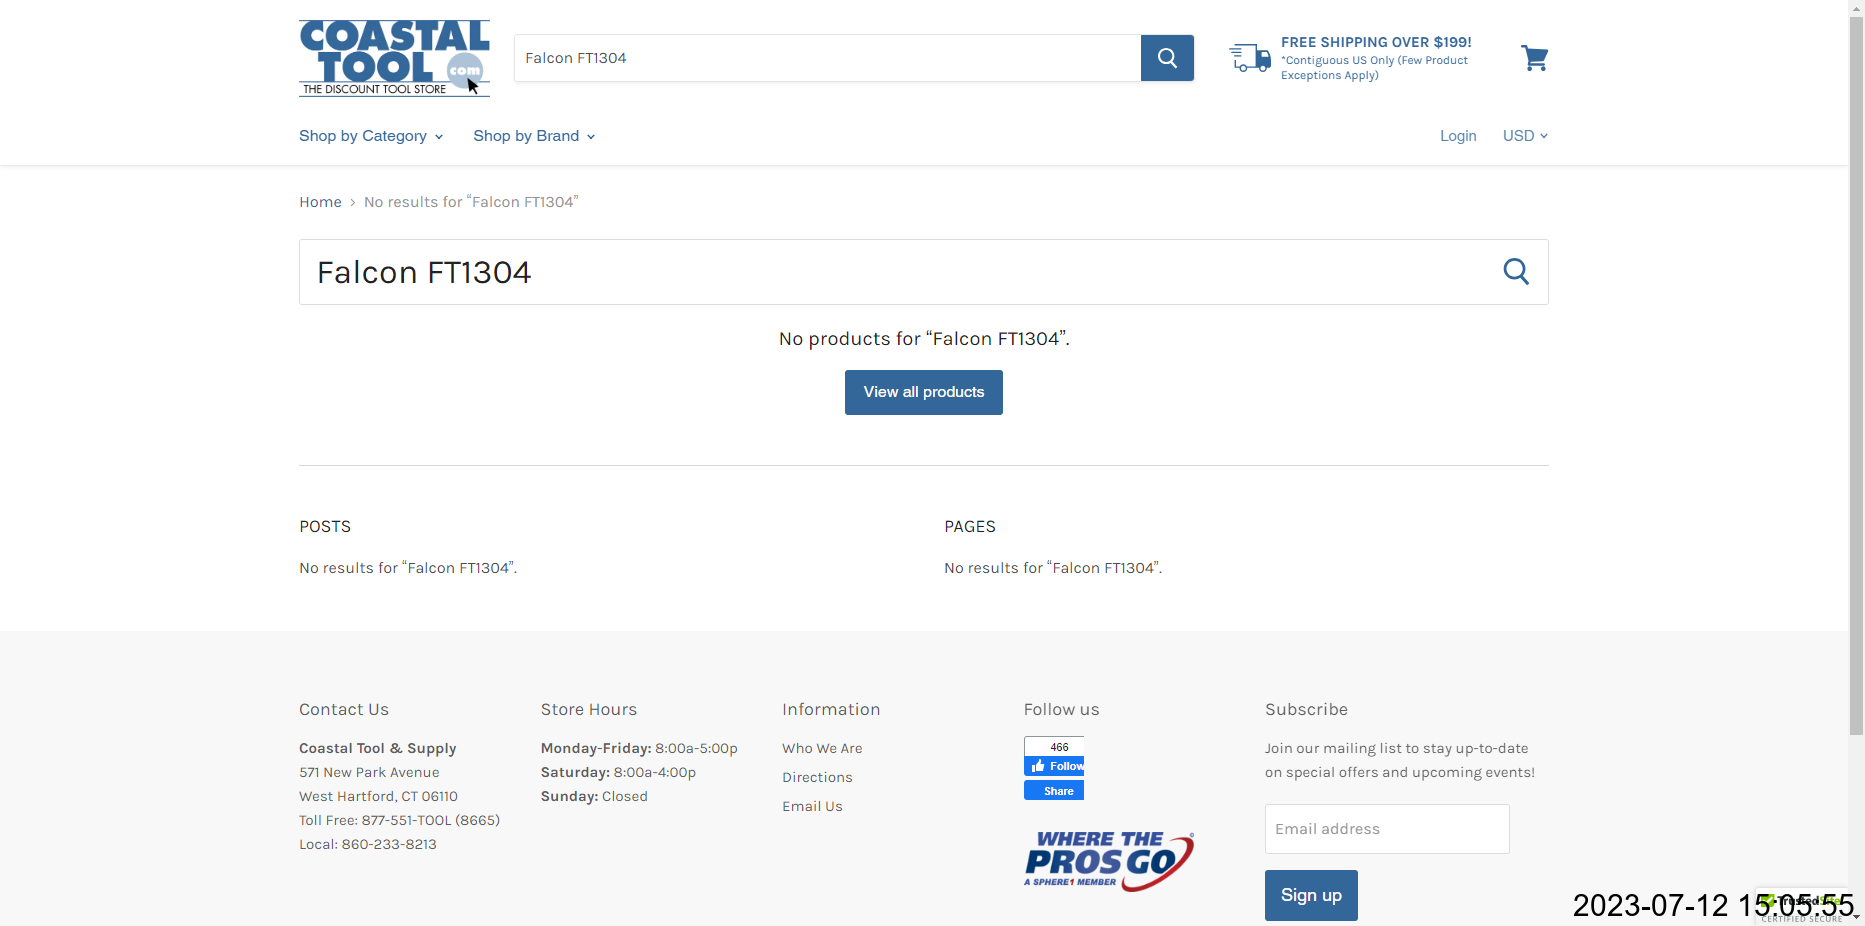 COASTAL
TOOL com
THE DISCOUNT TOOL STORE
Falcon FT1304
FREE SHIPPING OVER $199!
*Contiguous US Only (Few Product
Exceptions Apply)
Shop by Category
Shop by Brand
Login
USD
Home
No results for “Falcon FT1304”
Falcon FT1304
No products for “Falcon FT1304”.
View all products
POSTS
No results for “Falcon FT1304”.
PAGES
No results for “Falcon FT1304”.
Contact Us
Coastal Tool & Supply
571 New Park Avenue
West Hartford, CT 06110
Toll Free: 877-551-TOOL (8665)
Local: 860-233-8213
Store Hours
Monday-Friday: 8:00a-5:00p
Saturday: 8:00a-4:00p
Sunday: Closed
Information
Who We Are
Directions
Email Us
Follow us
466
Follow
Share
WHERE THE
PROS GO
A SPHERE1 MEMBER
Subscribe
Join our mailing list to stay up-to-date
on special offers and upcoming events!
Email address
Sign up
2023-07-12 15:05:55
TrustedSite
CERTIFIED SECURE